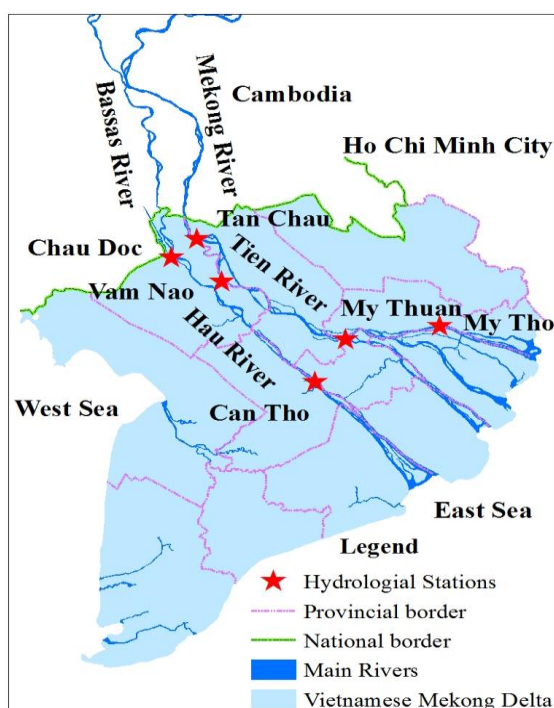 Bassas River
Mekong River
Cambodia
Ho Chi Minh City
Tan Chau
Chau Doc
Tien River
Vam Nao
My Thuan
My Tho
Hau River
West Sea
Can Tho
East Sea
Legend
Hydrologial Stations
Provincial border
National border
Main Rivers
Vietnamese Mekong Delta